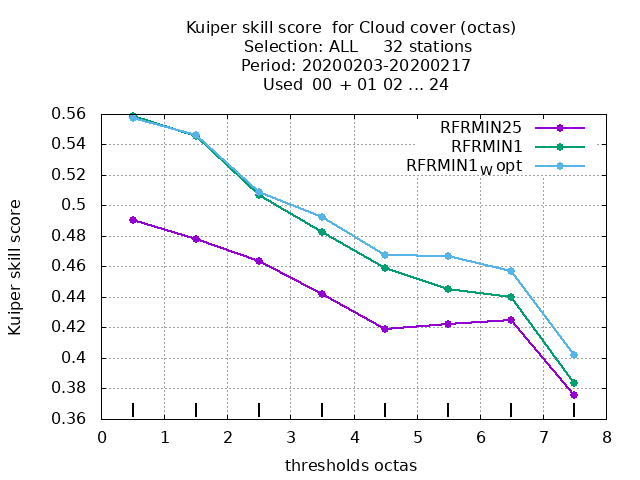 Kuiper skill score  for Cloud cover (octas)
Selection: ALL     32 stations
Period: 20200203-20200217
Used  00  + 01 02 ... 24
RFRMIN25
RFRMIN1
RFRMIN1w opt
Kuiper skill score
0.56
0.54
0.52
0.5
0.48
0.46
0.44
0.42
0.4
0.38
0.36
0 1 2 3 4 5 6 7 8
thresholds octas